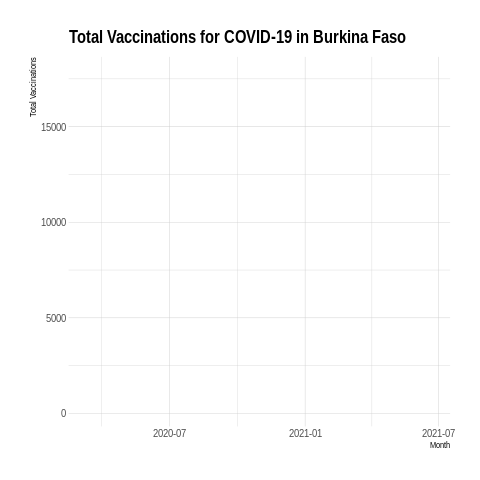 Total Vaccinations for COVID-19 in Burkina Faso
Total Vaccinations
15000
10000
5000
0
2020-07 2021-01 2021-07
Month